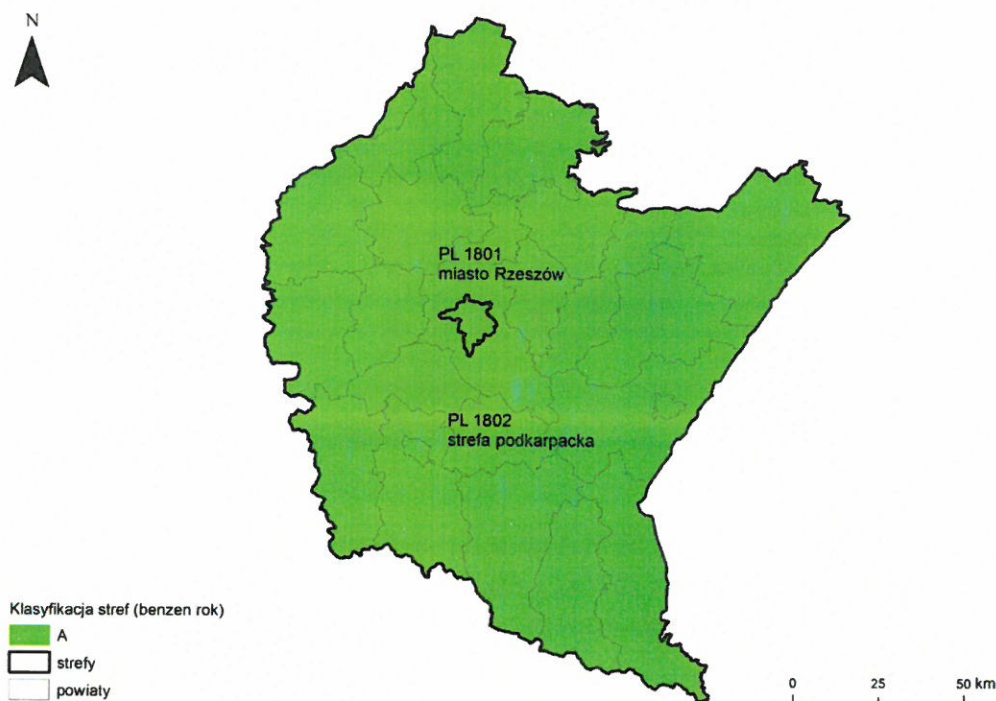 N
PL 1801
miasto Rzeszów
PL 1802
strefa podkarpacka
Klasyfikacja stref (benzen rok)
A
strefy
powiaty
0 25 50 km